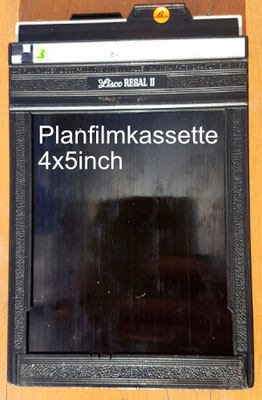 3
Lisco REGAL II
Planfilmkassette
4x5inch